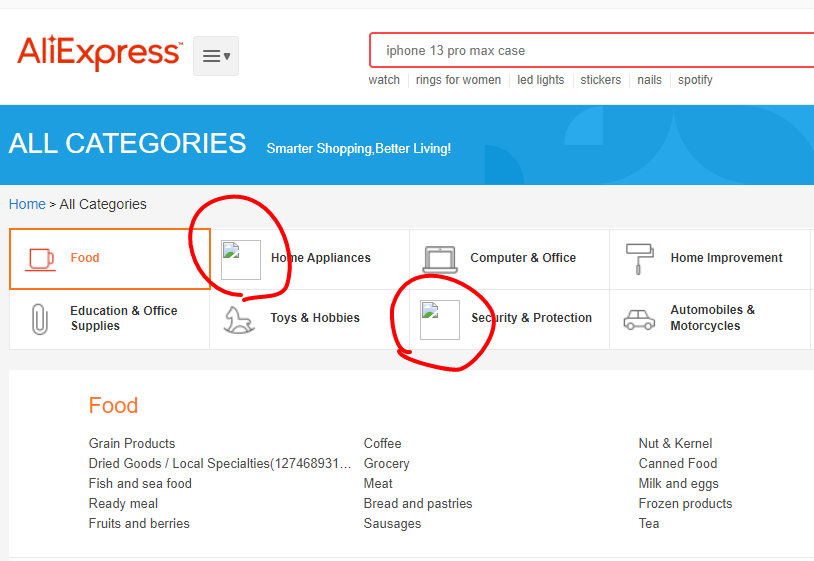 AliExpress™
iphone 13 pro max case
watch rings for women led lights stickers nails spotify
ALL CATEGORIES Smarter Shopping,Better Living!
Home > All Categories
Food
Home Appliances
Computer & Office
Home Improvement
Education & Office
Supplies
Toys & Hobbies
Security & Protection
Automobiles &
Motorcycles
Food
Grain Products Coffee Nut & Kernel
Dried Goods / Local Specialties(127468931... Grocery Canned Food
Fish and sea food Meat Milk and eggs
Ready meal Bread and pastries Frozen products
Fruits and berries Sausages Tea